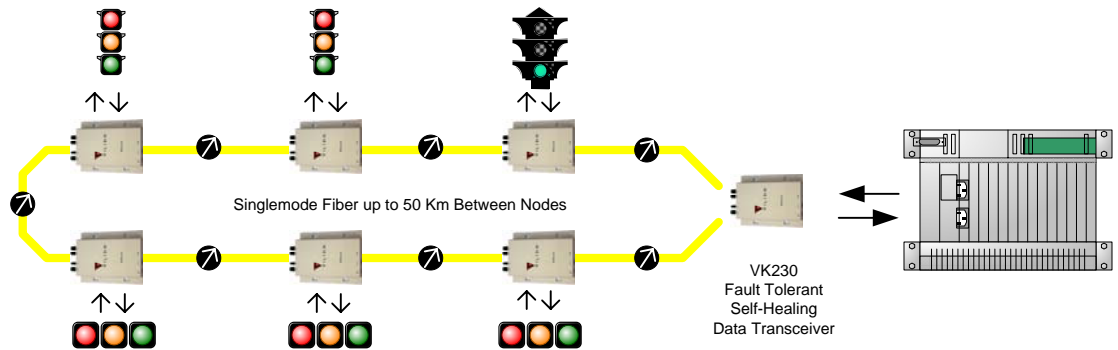 Singlemode Fiber up to 50 Km Between Nodes
VK230
Fault Tolerant
Self-Healing
Data Transceiver